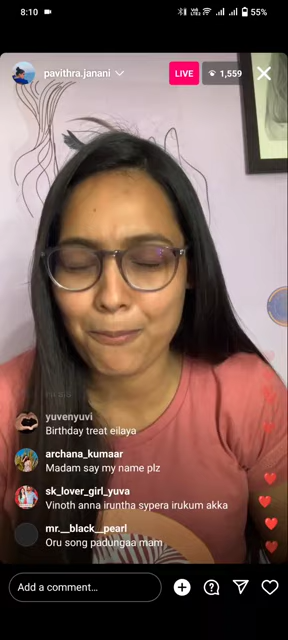 8:10
55%
pavithra.janani
LIVE
1,559
yuvenyuvi
Birthday treat eilaya
archana_kumaar
Madam say my name plz
sk_lover_girl_yuva
Vinoth anna iruntha sypera irukum akka
mr.__black__pearl
Oru song padungaa mam
Add a comment…